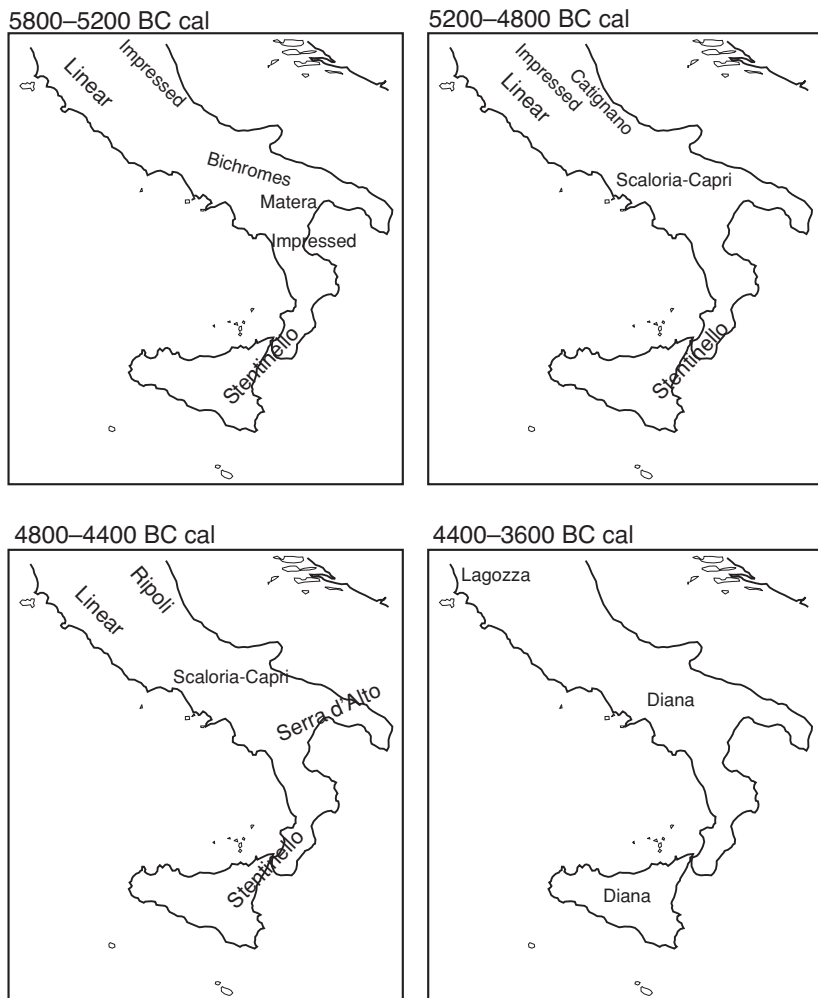 5800–5200 BC cal
Impressed
Linear
Bichromes
Matera
Impressed
Stentinello
5200–4800 BC cal
Impressed
Catignano
Linear
Scaloria-Capri
Stentinello
4800–4400 BC cal
Ripoli
Linear
Scaloria-Capri
Serra d'Alto
Stentinello
4400–3600 BC cal
Lagozza
Diana
Diana